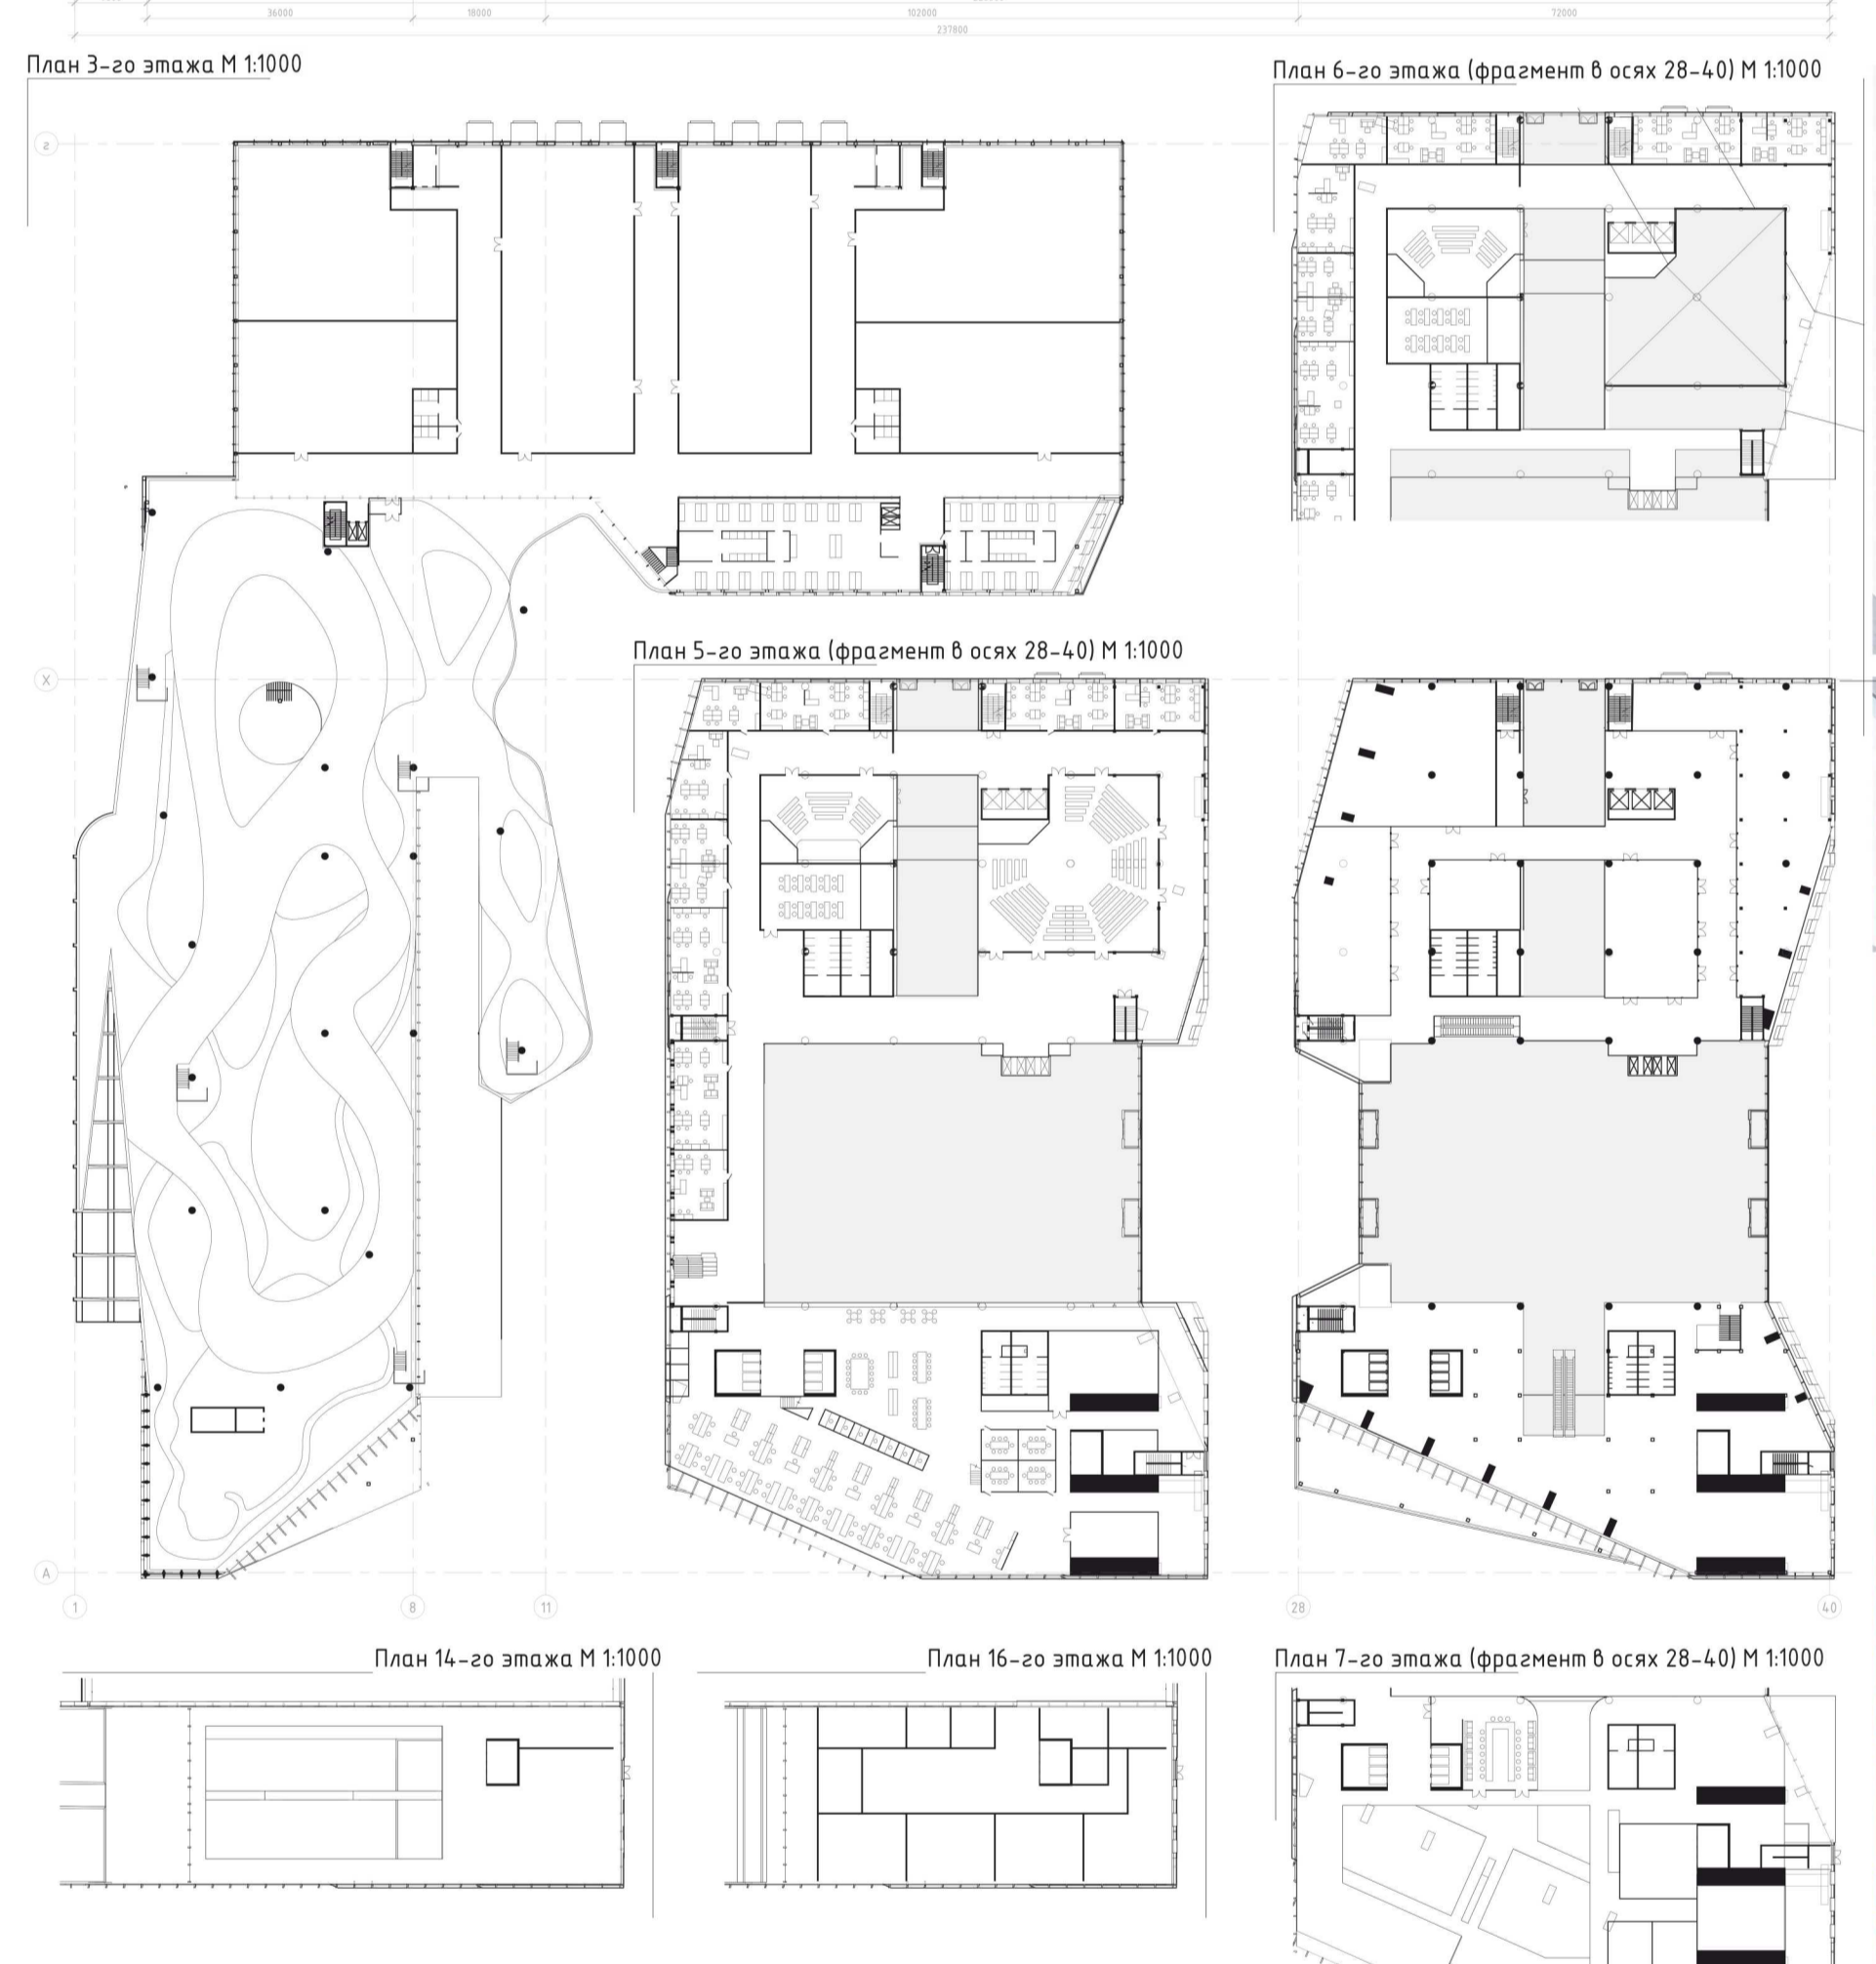 36000 18000 102000 72000
237800
План 3-го этажа М 1:1000
План 6-го этажа (фрагмент в осях 28-40) М 1:1000
г
Х
План 5-го этажа (фрагмент в осях 28-40) М 1:1000
А
1 8 11 28 40
План 14-го этажа М 1:1000
План 16-го этажа М 1:1000
План 7-го этажа (фрагмент в осях 28-40) М 1:1000